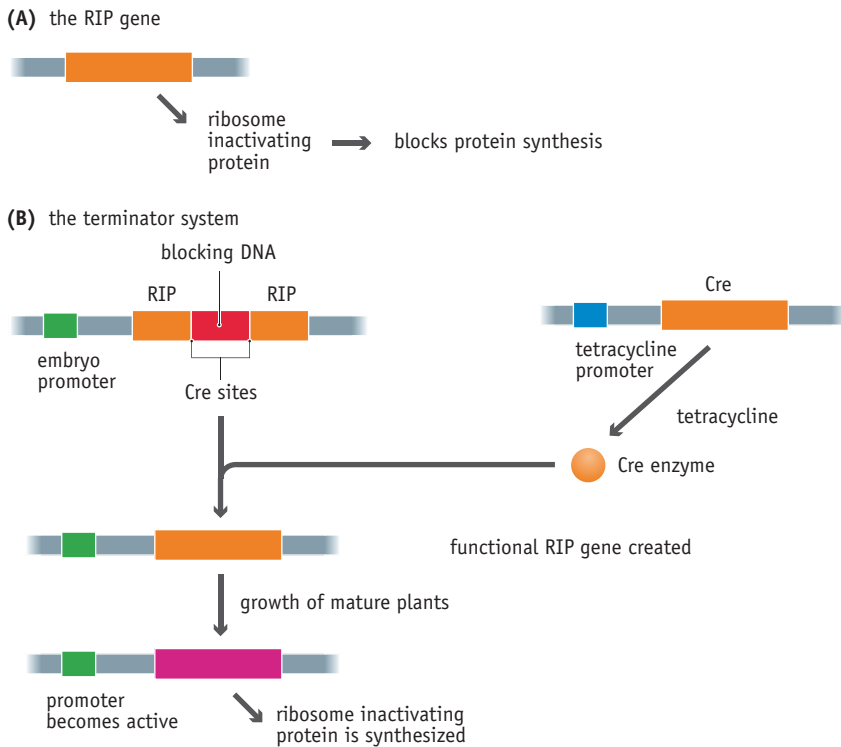 (A) the RIP gene
ribosome
inactivating
protein
blocks protein synthesis
(B) the terminator system
blocking DNA
RIP
RIP
Cre
embryo
promoter
Cre sites
tetracycline
promoter
tetracycline
Cre enzyme
functional RIP gene created
growth of mature plants
promoter
becomes active
ribosome inactivating
protein is synthesized